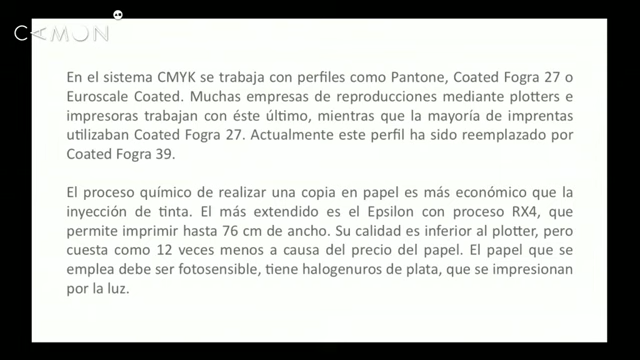 CAMON
En el sistema CMYK se trabaja con perfiles como Pantone, Coated Fogra 27 o
Euroscale Coated. Muchas empresas de reproducciones mediante plotters e
impresoras trabajan con éste último, mientras que la mayoría de imprentas
utilizaban Coated Fogra 27. Actualmente este perfil ha sido reemplazado por
Coated Fogra 39.
El proceso químico de realizar una copia en papel es más económico que la
inyección de tinta. El más extendido es el Epsilon con proceso RX4, que
permite imprimir hasta 76 cm de ancho. Su calidad es inferior al plotter, pero
cuesta como 12 veces menos a causa del precio del papel. El papel que se
emplea debe ser fotosensible, tiene halogenuros de plata, que se impresionan
por la luz.